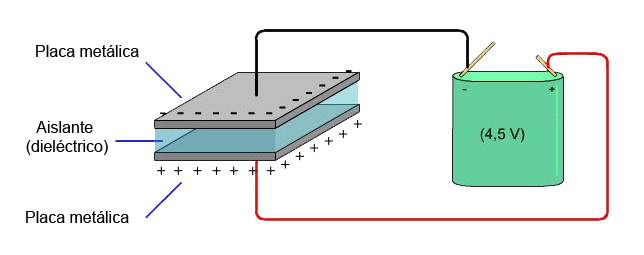 Placa metálica
Aislante
(dieléctrico)
Placa metálica
- - - - - - - - - - - - -
+ + + + + + + + + + + + + +
- +
(4,5 V)